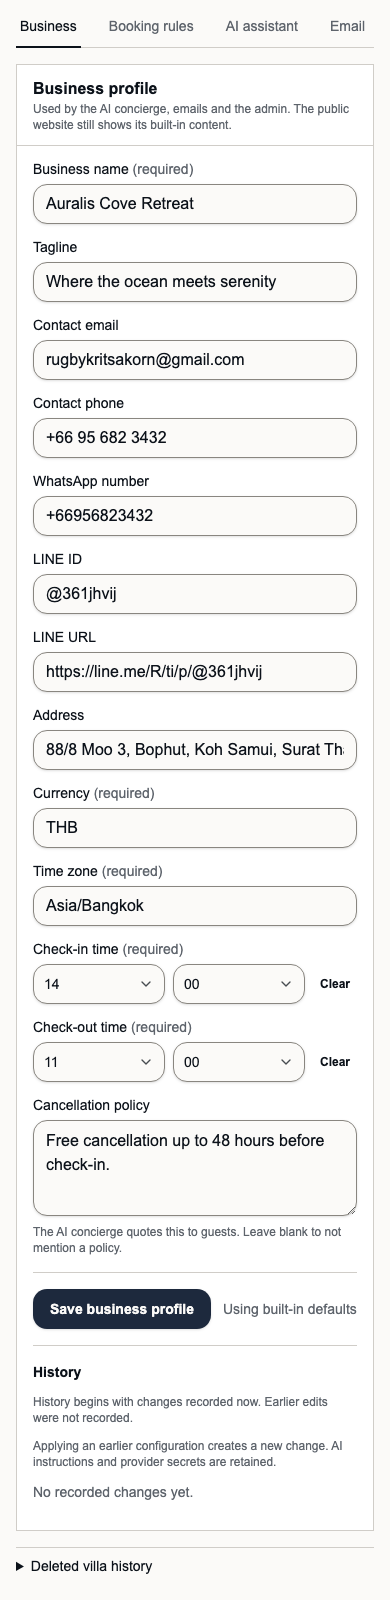 Business Booking rules AI assistant Email
Business profile
Used by the AI concierge, emails and the admin. The public
website still shows its built-in content.
Business name (required)
Auralis Cove Retreat
Tagline
Where the ocean meets serenity
Contact email
rugbykritsakorn@gmail.com
Contact phone
+66 95 682 3432
WhatsApp number
+66956823432
LINE ID
@361jhvij
LINE URL
https://line.me/R/ti/p/@361jhvij
Address
88/8 Moo 3, Bophut, Koh Samui, Surat Tha
Currency (required)
THB
Time zone (required)
Asia/Bangkok
Check-in time (required)
14 00 Clear
Check-out time (required)
11 00 Clear
Cancellation policy
Free cancellation up to 48 hours before
check-in.
The AI concierge quotes this to guests. Leave blank to not
mention a policy.
Save business profile Using built-in defaults
History
History begins with changes recorded now. Earlier edits
were not recorded.
Applying an earlier configuration creates a new change. AI
instructions and provider secrets are retained.
No recorded changes yet.
Deleted villa history